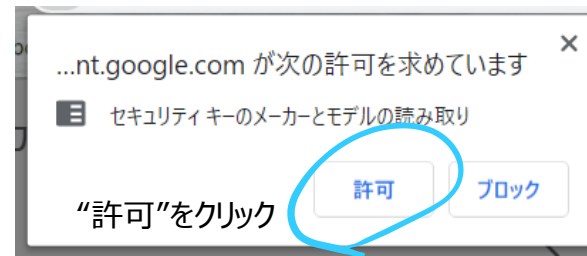 ...nt.google.com が次の許可を求めています
セキュリティ キーのメーカーとモデルの読み取り
許可
ブロック
“許可”をクリック